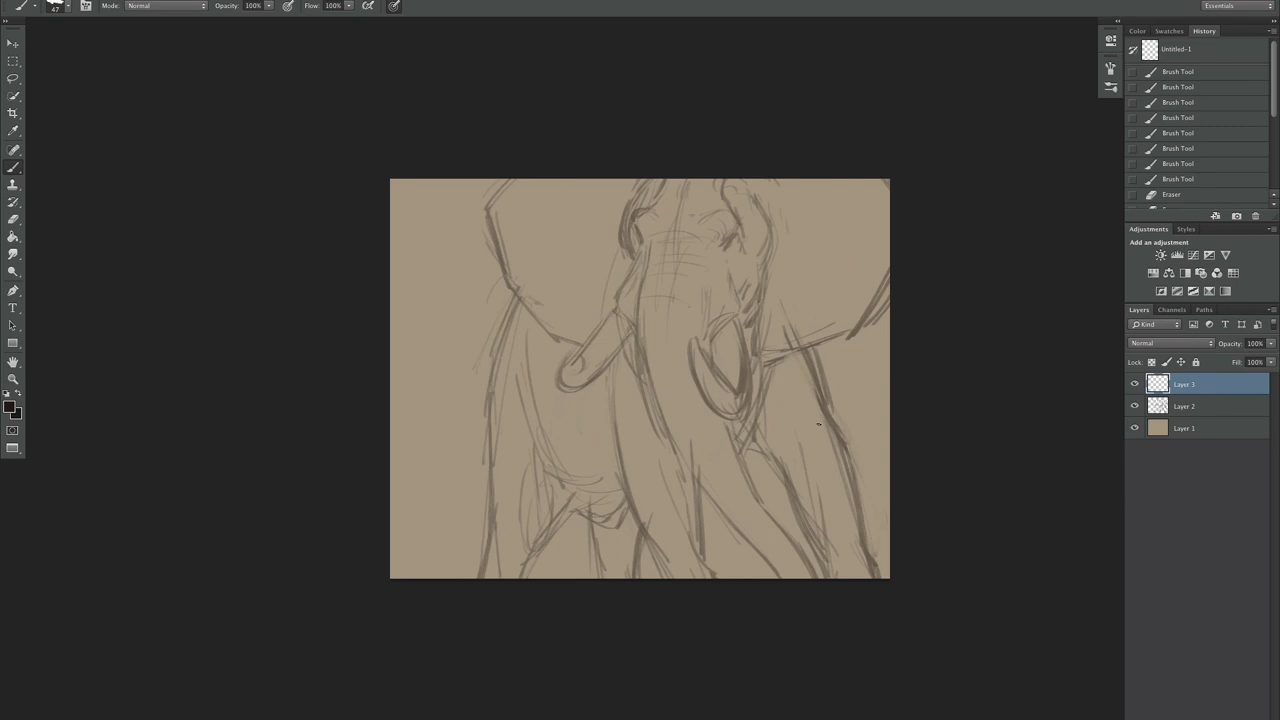 47
Mode: Normal
Opacity: 100%
Flow: 100%
Essentials
Color
Swatches
History
Untitled-1
Brush Tool
Brush Tool
Brush Tool
Brush Tool
Brush Tool
Brush Tool
Brush Tool
Brush Tool
Eraser
Adjustments
Styles
Add an adjustment
Layers
Channels
Paths
Kind
Normal
Opacity: 100%
Lock:
Fill: 100%
Layer 3
Layer 2
Layer 1